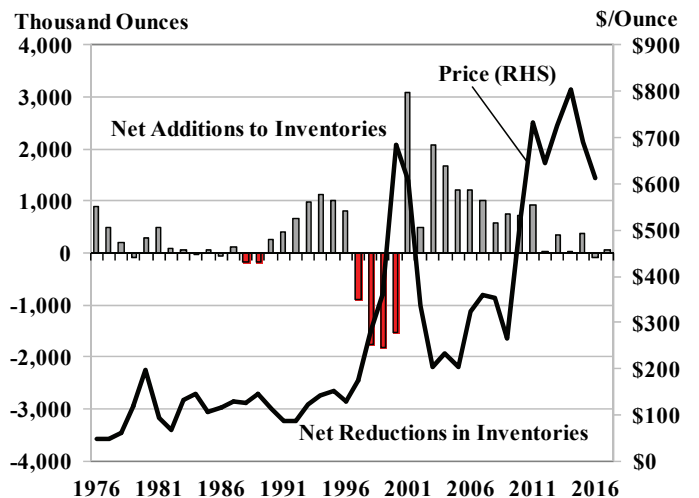 Thousand Ounces $/Ounce
4,000 $900
3,000 $800
2,000 $700
1,000 $600
0 $500
-1,000 $400
-2,000 $300
-3,000 $200
-4,000 $100
$0
Price (RHS)
Net Additions to Inventories
Net Reductions in Inventories
1976 1981 1986 1991 1996 2001 2006 2011 2016